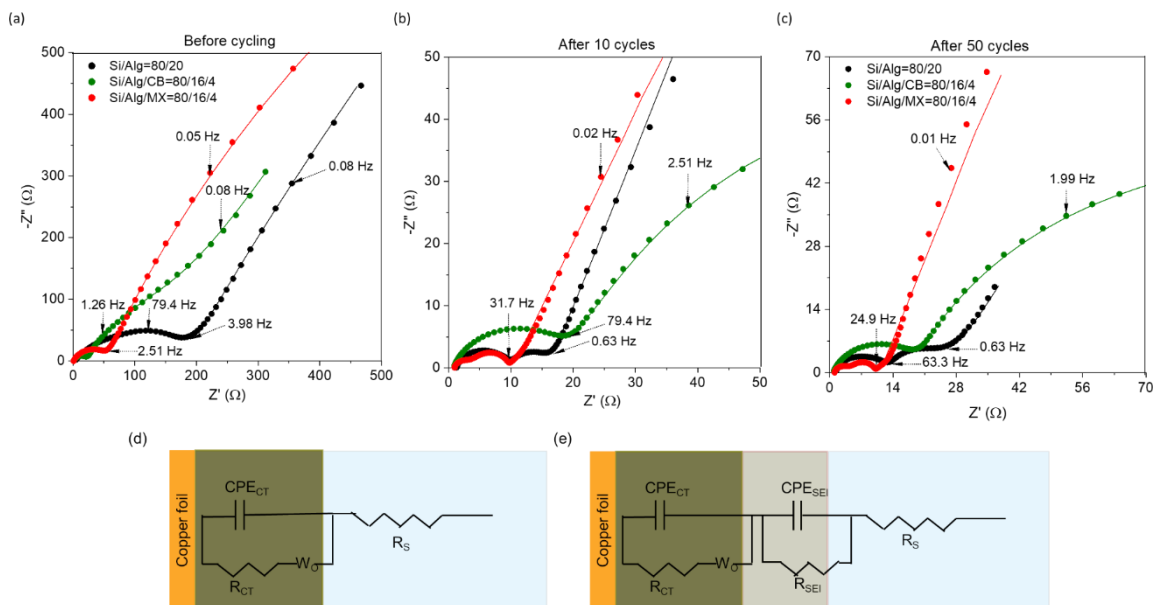 (a)
Before cycling
500
400
300
200
100
0
-Z" (Ω)
Si/Alg=80/20
Si/Alg/CB=80/16/4
Si/Alg/MX=80/16/4
0.05 Hz
0.08 Hz
0.08 Hz
1.26 Hz
79.4 Hz
3.98 Hz
2.51 Hz
0
100
200
300
400
500
Z' (Ω)
(b)
After 10 cycles
50
40
30
20
10
0
-Z" (Ω)
0.02 Hz
2.51 Hz
31.7 Hz
79.4 Hz
0.63 Hz
0
10
20
30
40
50
Z' (Ω)
(c)
After 50 cycles
70
56
42
28
14
0
-Z" (Ω)
Si/Alg=80/20
Si/Alg/CB=80/16/4
Si/Alg/MX=80/16/4
0.01 Hz
1.99 Hz
24.9 Hz
0.63 Hz
63.3 Hz
0
14
28
42
56
70
Z' (Ω)
(d)
Copper foil
CPE_CT
R_S
W_O
R_CT
(e)
Copper foil
CPE_CT
CPE_SEI
R_S
W_O
R_CT
R_SEI